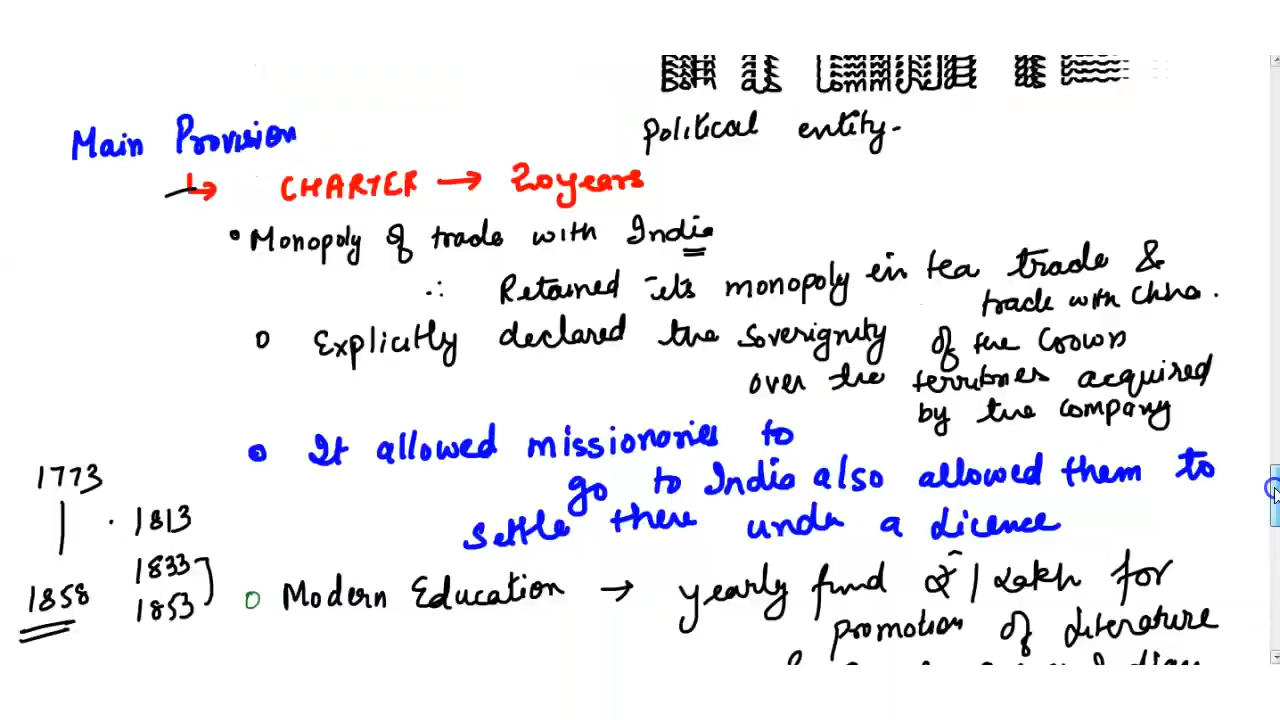 Political entity.
Main Provision
CHARTER → 20 years
• Monopoly of trade with India
∴ Retained its monopoly in tea trade &
trade with China.
Explicitly declared the Soverignity of the Crown
over the territories acquired
by the company
It allowed missionaries to
go to India also allowed them to
settle there under a licence
1773
1813
1833
1853
1858
Modern Education → yearly fund ₹ 1 Lakh for
promotion of literature